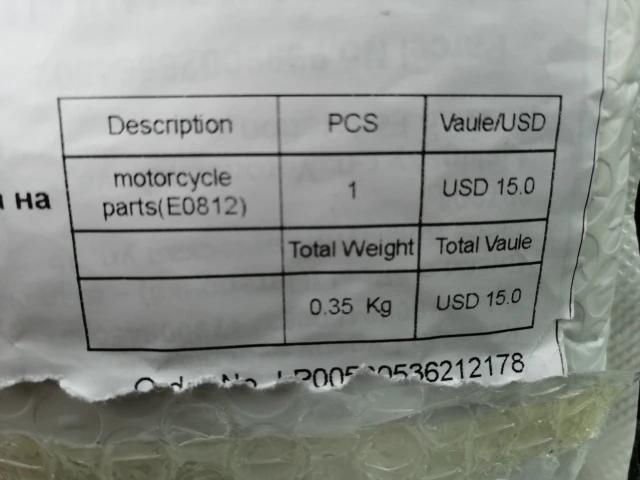 Description PCS Vaule/USD
motorcycle
parts(E0812) 1 USD 15.0
на
Total Weight Total Vaule
0.35 Kg USD 15.0